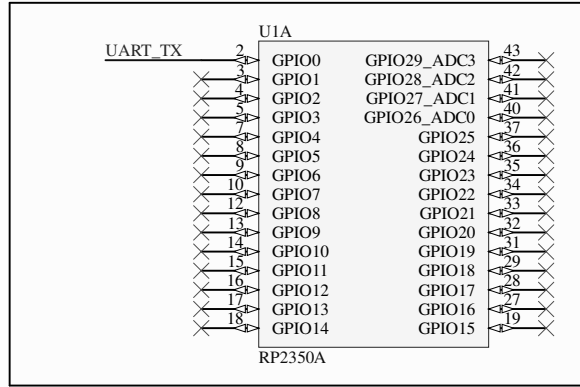 U1A
UART_TX 2 GPIO0 GPIO29_ADC3 43
3 GPIO1 GPIO28_ADC2 42
4 GPIO2 GPIO27_ADC1 41
5 GPIO3 GPIO26_ADC0 40
7 GPIO4 GPIO25 37
8 GPIO5 GPIO24 36
9 GPIO6 GPIO23 35
10 GPIO7 GPIO22 34
12 GPIO8 GPIO21 33
13 GPIO9 GPIO20 32
14 GPIO10 GPIO19 31
15 GPIO11 GPIO18 29
16 GPIO12 GPIO17 28
17 GPIO13 GPIO16 27
18 GPIO14 GPIO15 19
RP2350A